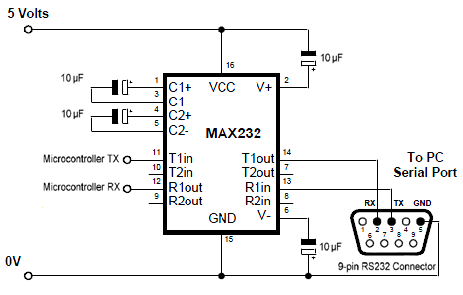 5 Volts
10 µF
16
1 C1+ VCC V+ 2
10 µF
3 C1
10 µF
4 C2+
5 C2-
MAX232
Microcontroller TX 11 T1in T1out 14
To PC
Serial Port
10 T2in T2out 7
Microcontroller RX 12 R1out R1in 13
9 R2out R2in 8
RX TX GND
GND V- 6
1 2 3 4 5
15
10 µF
6 7 8 9
0V
9-pin RS232 Connector